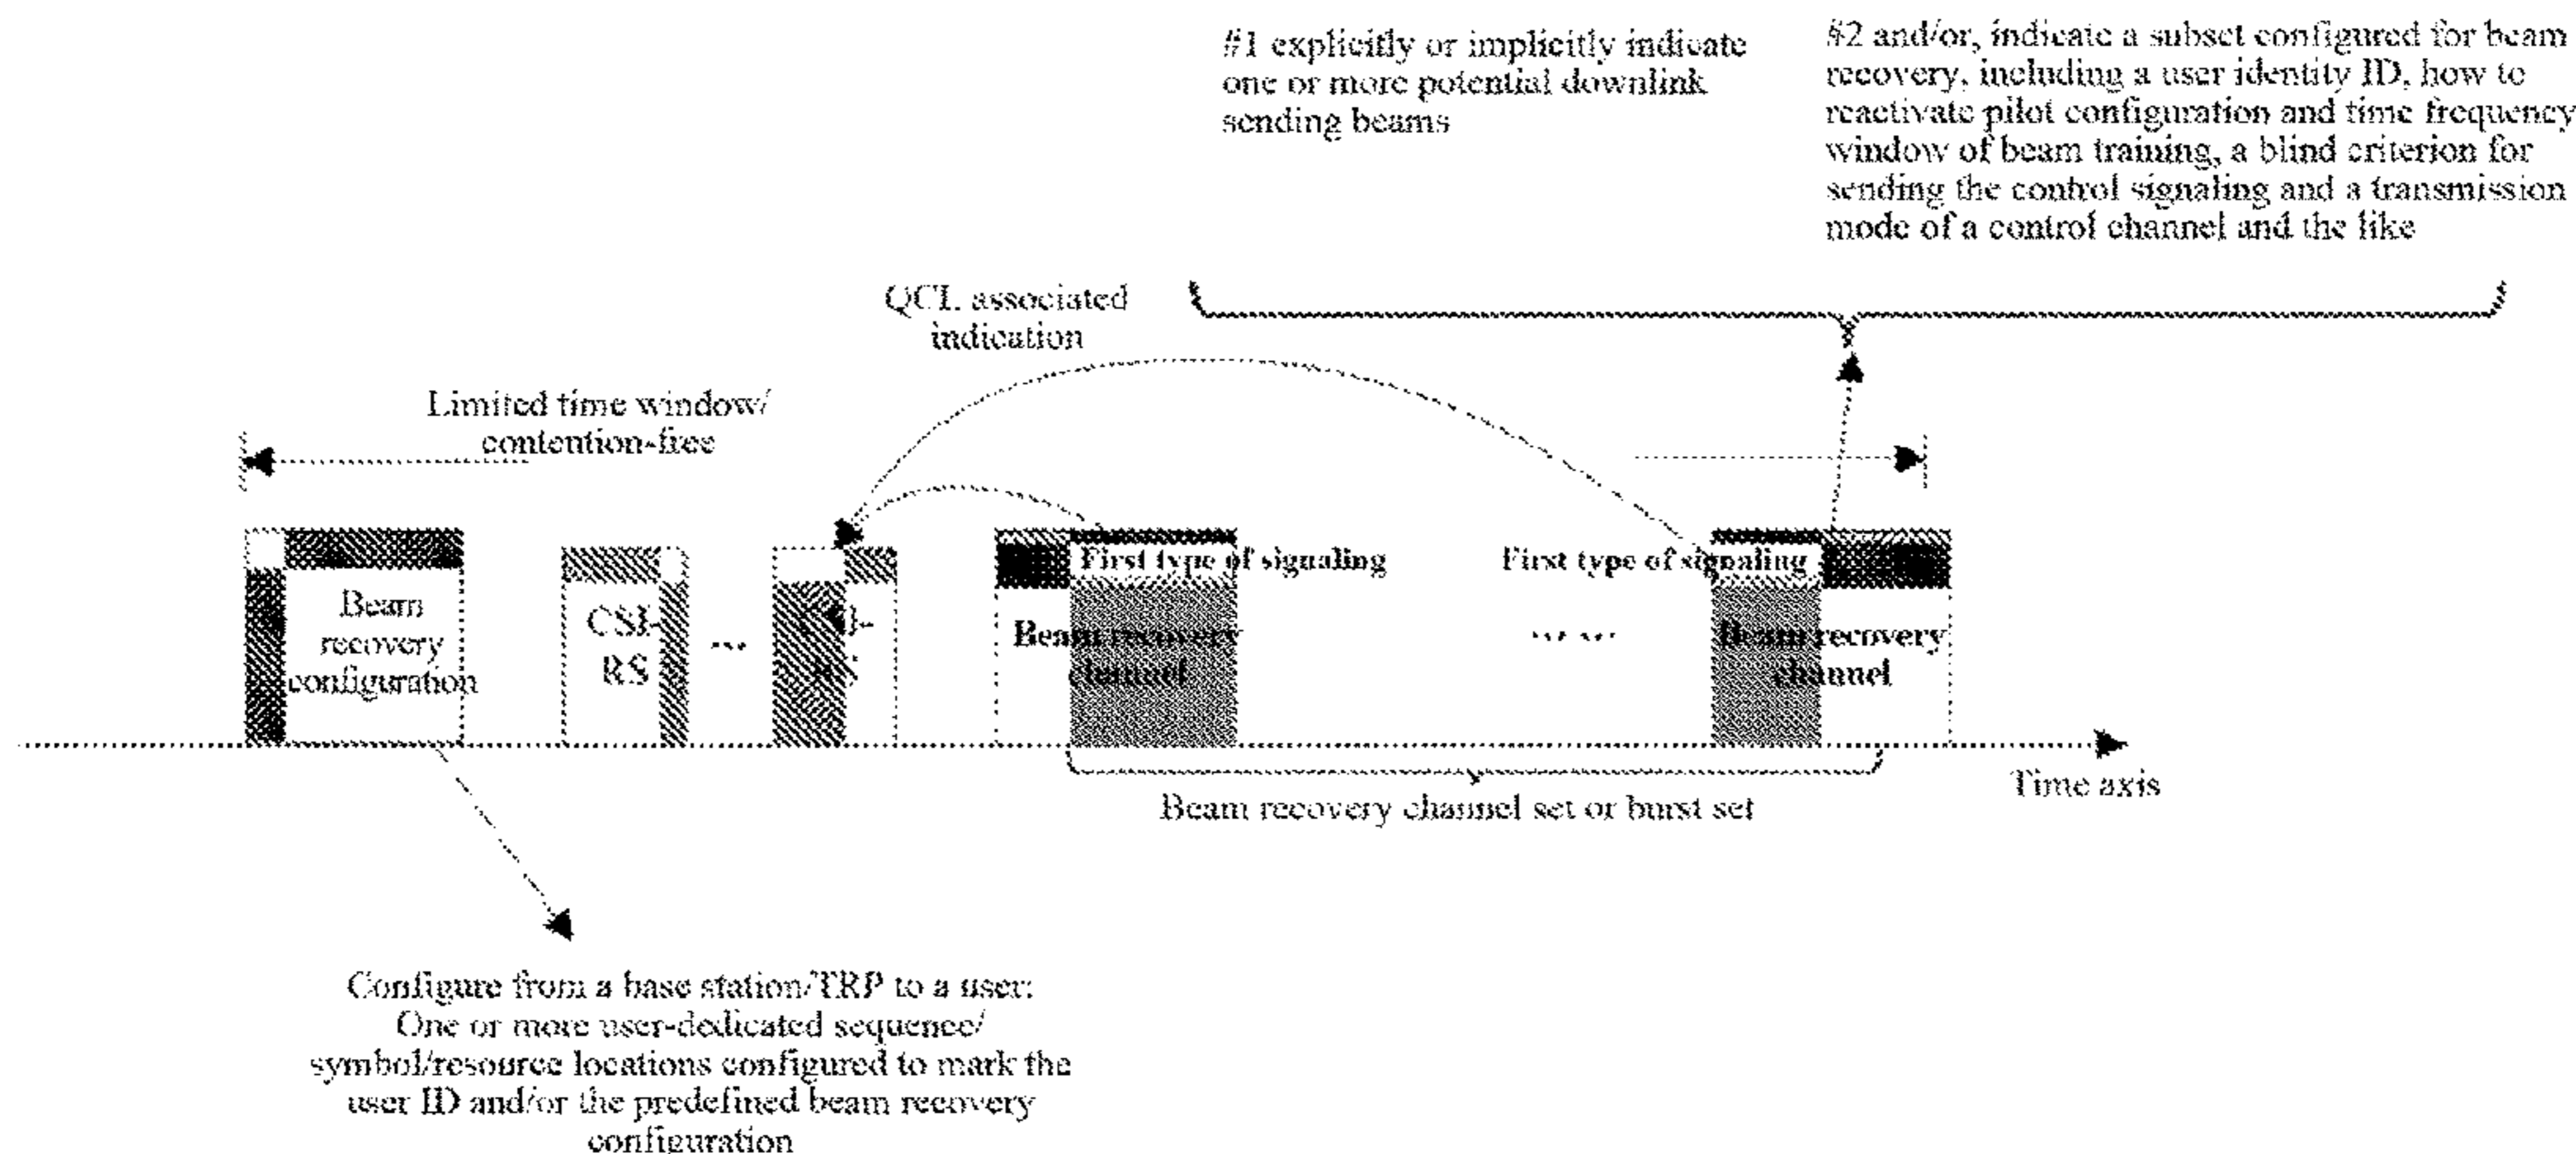 #1 explicitly or implicitly indicate
one or more potential downlink
sending beams
#2 and/or, indicate a subset configured for beam
recovery, including a user identity ID, how to
reactivate pilot configuration and time frequency
window of beam training, a blind criterion for
sending the control signaling and a transmission
mode of a control channel and the like
QCL associated
indication
Limited time window/
contention-free
First type of signaling
First type of signaling
Beam
recovery
configuration
CSI-
RS
...
Beam recovery
channel
... ...
Beam recovery
channel
Time axis
Beam recovery channel set or burst set
Configure from a base station/TRP to a user:
One or more user-dedicated sequence/
symbol/resource locations configured to mark the
user ID and/or the predefined beam recovery
configuration